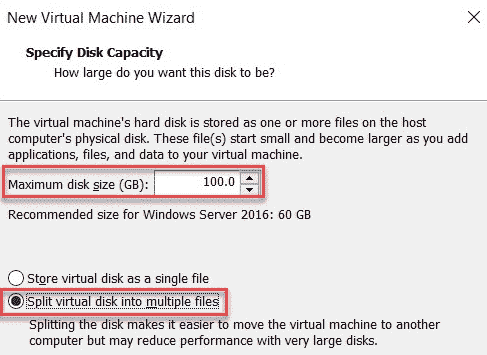 New Virtual Machine Wizard
Specify Disk Capacity
How large do you want this disk to be?
The virtual machine's hard disk is stored as one or more files on the host
computer's physical disk. These file(s) start small and become larger as you add
applications, files, and data to your virtual machine.
Maximum disk size (GB): 100.0
Recommended size for Windows Server 2016: 60 GB
Store virtual disk as a single file
Split virtual disk into multiple files
Splitting the disk makes it easier to move the virtual machine to another
computer but may reduce performance with very large disks.